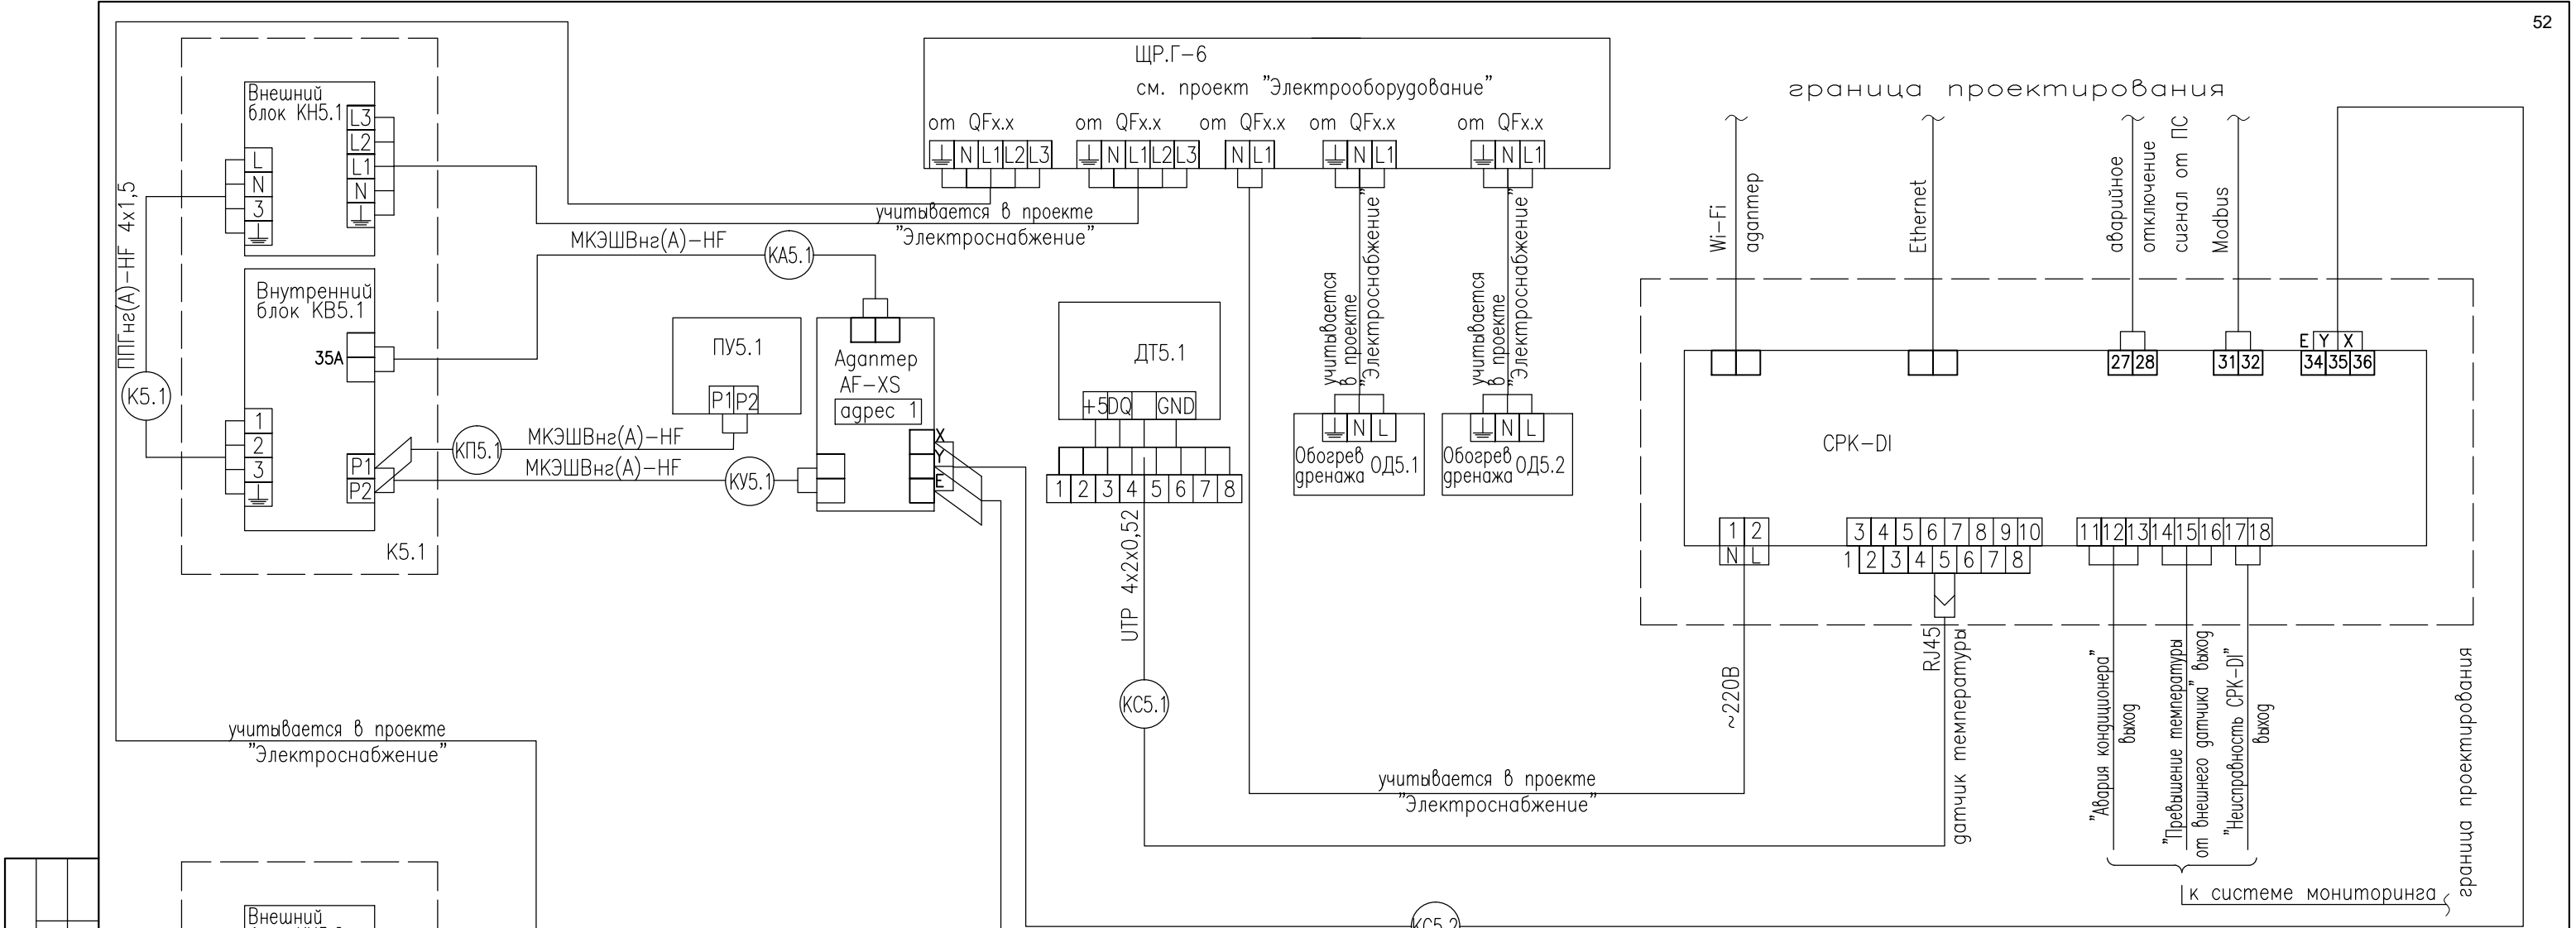 52
ЩР.Г-6
см. проект "Электрооборудование"
от QFx.x
от QFx.x
от QFx.x
от QFx.x
от QFx.x
N L1 L2 L3
N L1 L2 L3
N L1
N L1
N L1
учитывается в проекте
"Электроснабжение"
учитывается
в проекте
"Электроснабжение"
учитывается
в проекте
"Электроснабжение"
граница проектирования
Wi-Fi
адаптер
Ethernet
аварийное
отключение
сигнал от ПС
Modbus
Внешний
блок КН5.1
L3
L2
L1
N
L
N
3
ППГнг(А)-HF 4х1,5
К5.1
Внутренний
блок КВ5.1
35А
1
2
3
P1
P2
К5.1
МКЭШВнг(А)-HF
КА5.1
КП5.1
МКЭШВнг(А)-HF
МКЭШВнг(А)-HF
КУ5.1
ПУ5.1
P1 P2
Адаптер
AF-XS
адрес 1
X
Y
E
ДТ5.1
+5 DQ GND
1 2 3 4 5 6 7 8
UTP 4x2x0,52
КС5.1
N L
Обогрев
дренажа
ОД5.1
N L
Обогрев
дренажа
ОД5.2
E Y X
27 28
31 32
34 35 36
CPK-DI
1 2
N L
3 4 5 6 7 8 9 10
1 2 3 4 5 6 7 8
11 12 13 14 15 16 17 18
~220В
RJ45
датчик температуры
"Авария кондиционера"
выход
"Превышение температуры
от внешнего датчика" выход
"Неисправность CPK-DI"
выход
граница проектирования
к системе мониторинга
учитывается в проекте
"Электроснабжение"
учитывается в проекте
"Электроснабжение"
КС5.2
Внешний